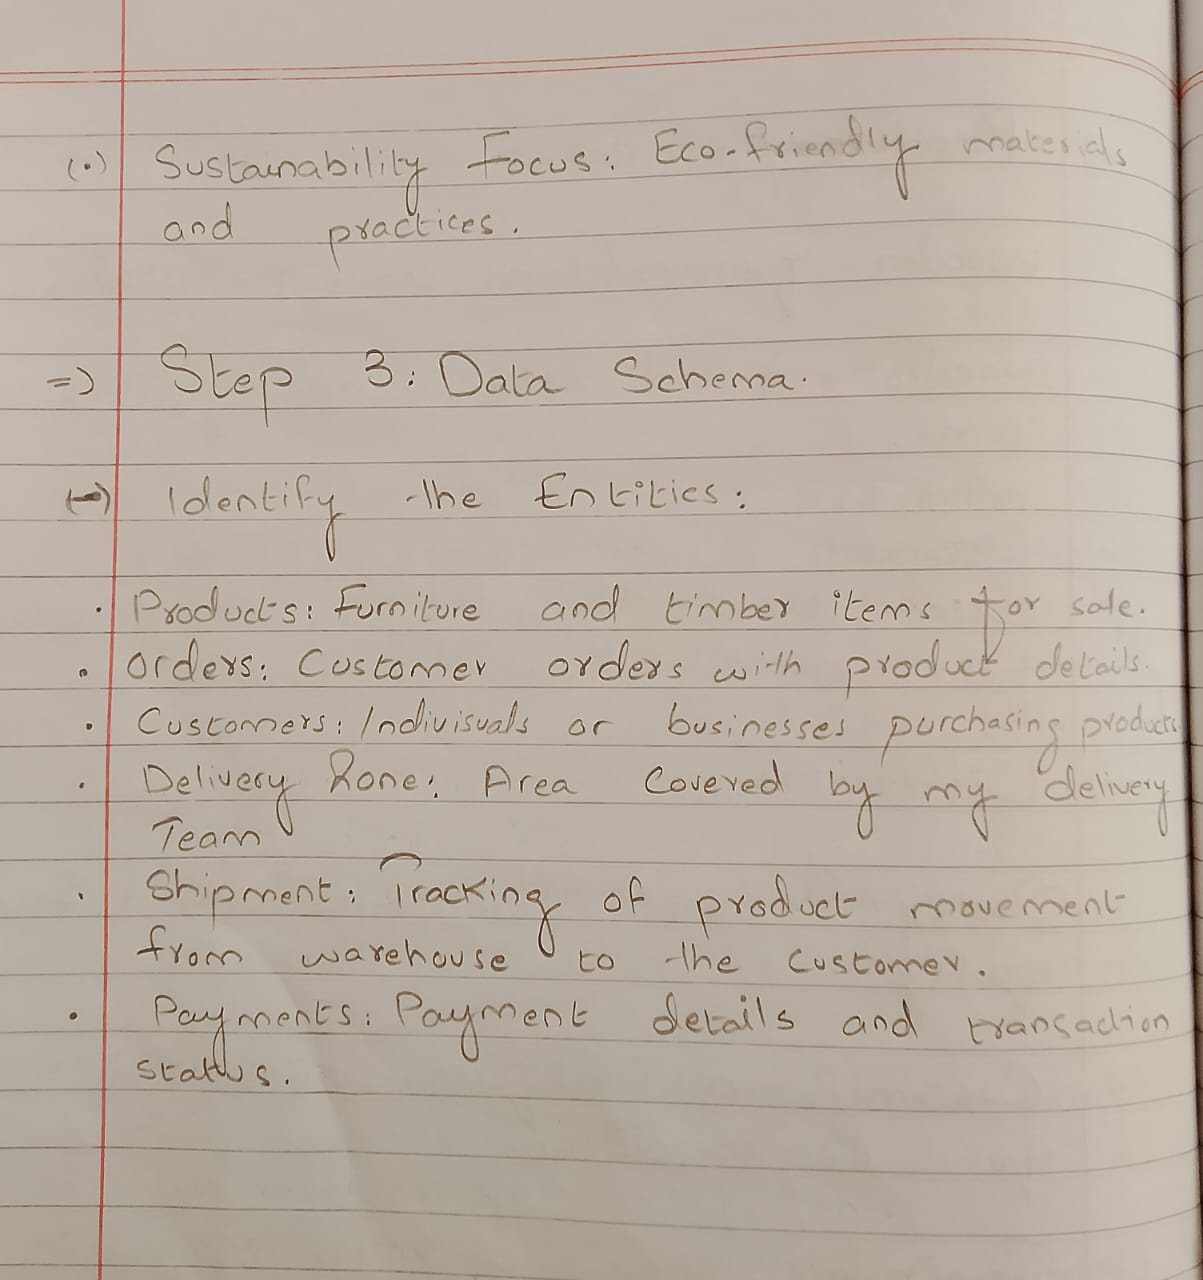 (•) Sustainability Focus: Eco-friendly materials
and practices.
=> Step 3: Data Schema.
(→) Identify the Entities:
• Products: Furniture and timber items for sale.
• Orders: Customer orders with product details.
• Customers: Indivisuals or businesses purchasing products
• Delivery Zone: Area Covered by my delivery
Team
• Shipment: Tracking of product movement
from warehouse to the customer.
• Payments: Payment details and transaction
status.